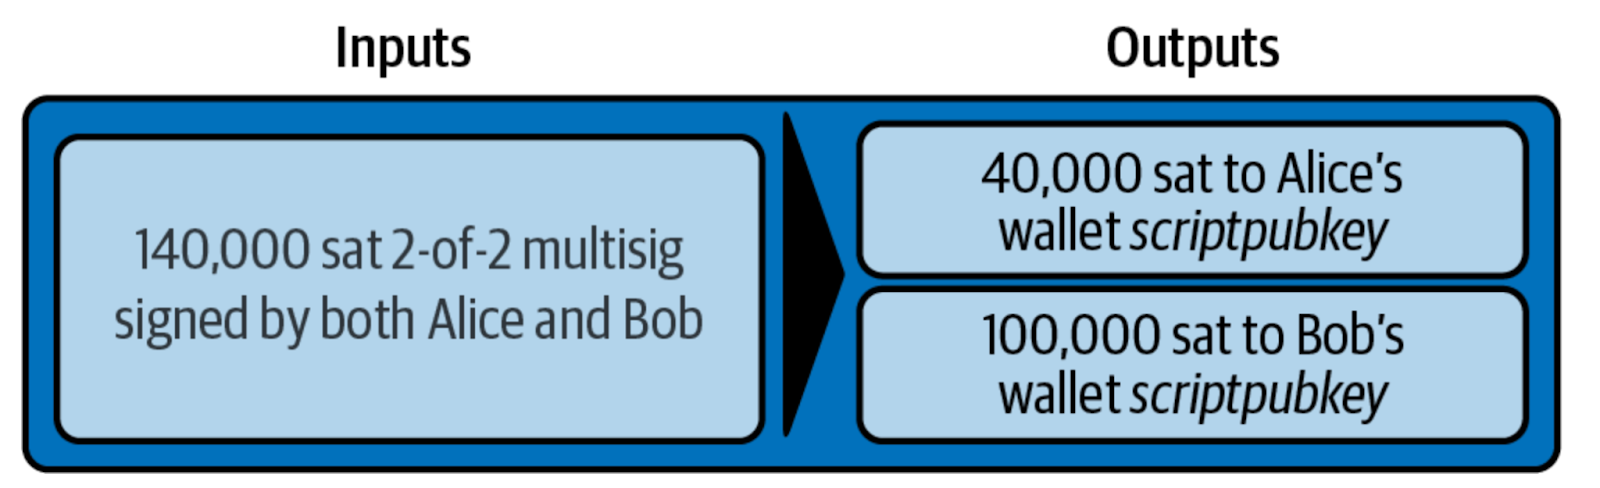 Inputs
Outputs
140,000 sat 2-of-2 multisig
signed by both Alice and Bob
40,000 sat to Alice’s
wallet scriptpubkey
100,000 sat to Bob’s
wallet scriptpubkey